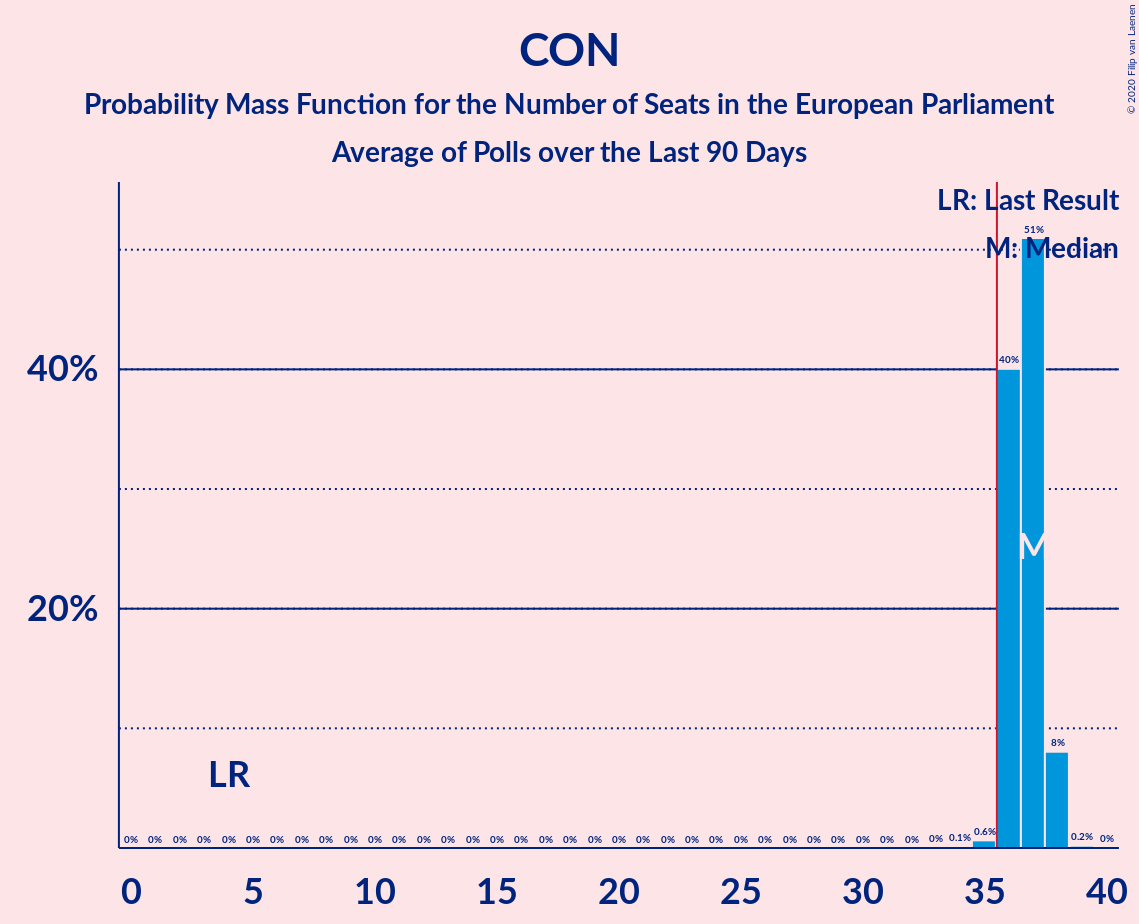 CON
Probability Mass Function for the Number of Seats in the European Parliament
Average of Polls over the Last 90 Days
© 2020 Filip van Laenen
LR: Last Result
M: Median
51%
40%
40%
M
20%
8%
LR
0% 0% 0% 0% 0% 0% 0% 0% 0% 0% 0% 0% 0% 0% 0% 0% 0% 0% 0% 0% 0% 0% 0% 0% 0% 0% 0% 0% 0% 0% 0% 0% 0% 0% 0.1% 0.6% 0.2% 0%
0 5 10 15 20 25 30 35 40